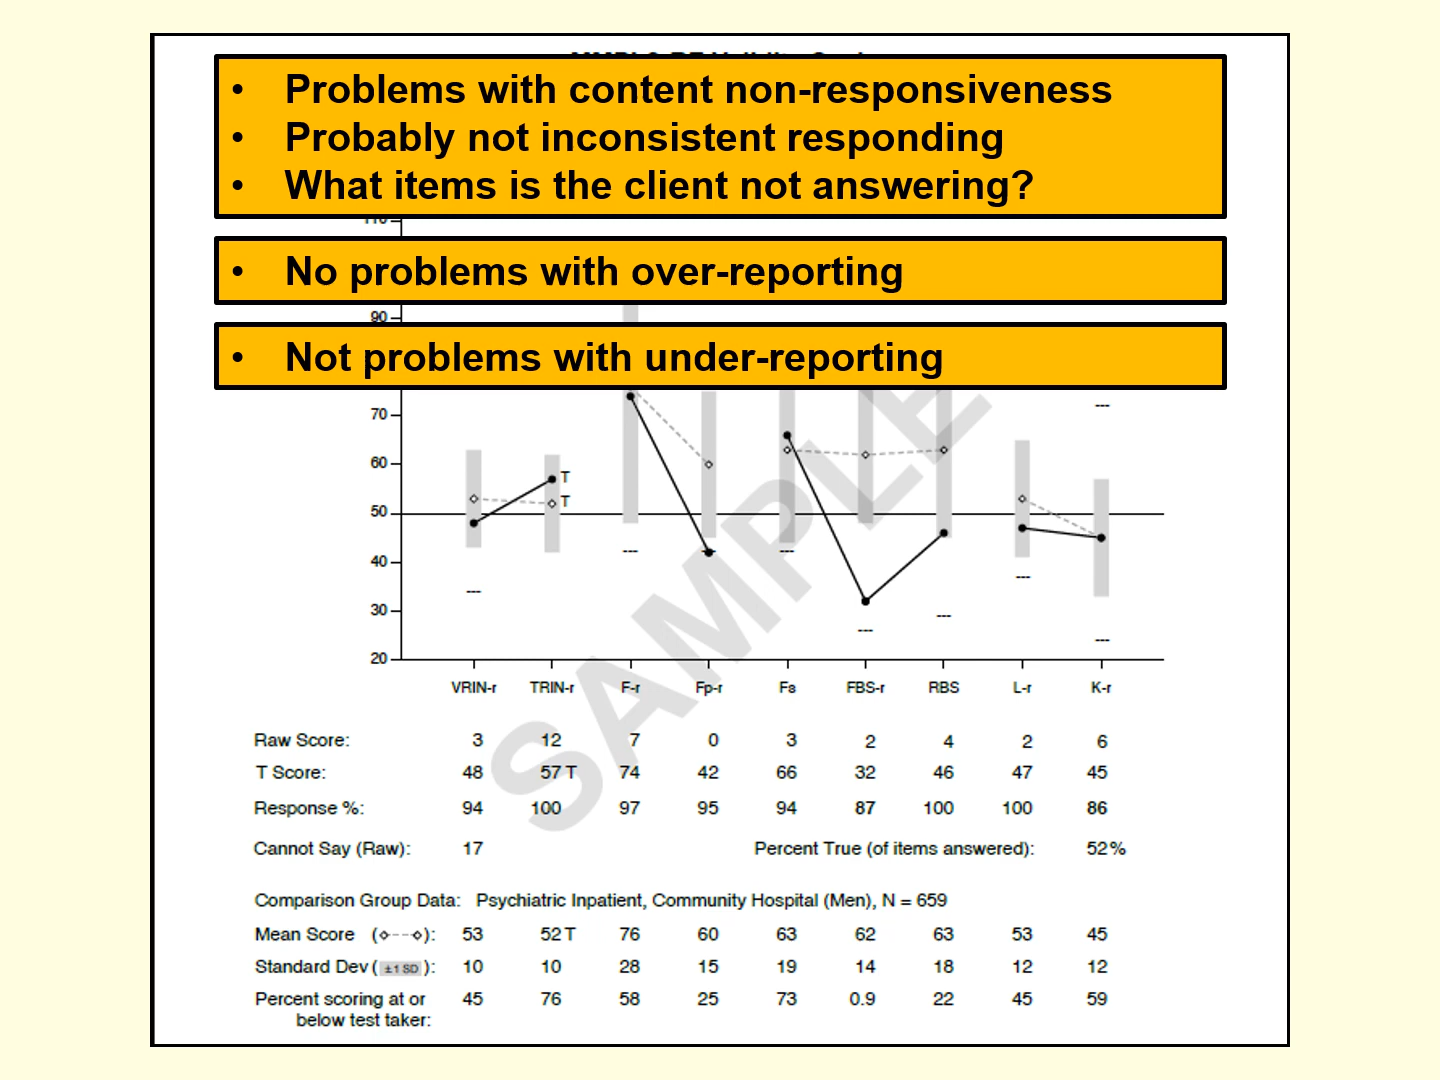 • Problems with content non-responsiveness
• Probably not inconsistent responding
• What items is the client not answering?
110
• No problems with over-reporting
90
• Not problems with under-reporting
70
60
50
40
30
20
T
T
---
---
---
---
---
---
---
---
---
SAMPLE
VRIN-r TRIN-r F-r Fp-r Fs FBS-r RBS L-r K-r
Raw Score: 3 12 7 0 3 2 4 2 6
T Score: 48 57 T 74 42 66 32 46 47 45
Response %: 94 100 97 95 94 87 100 100 86
Cannot Say (Raw): 17 Percent True (of items answered): 52%
Comparison Group Data: Psychiatric Inpatient, Community Hospital (Men), N = 659
Mean Score (◇---◇): 53 52 T 76 60 63 62 63 53 45
Standard Dev ( ±1 SD ): 10 10 28 15 19 14 18 12 12
Percent scoring at or 45 76 58 25 73 0.9 22 45 59
below test taker: